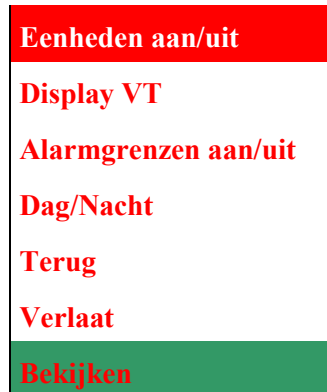 Eenheden aan/uit
Display VT
Alarmgrenzen aan/uit
Dag/Nacht
Terug
Verlaat
Bekijken